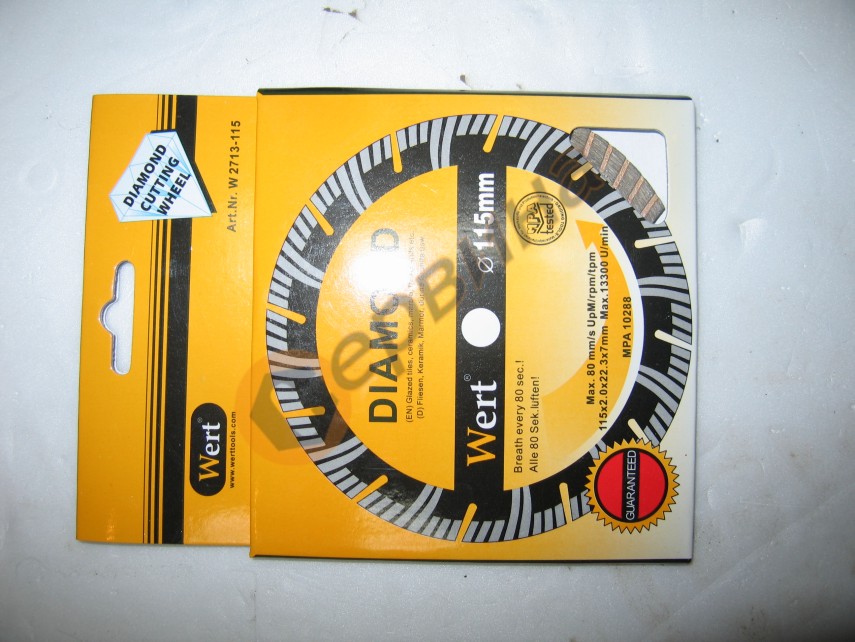 DIAMOND
CUTTING
WHEEL
Art.Nr. W 2713-115
Wert®
www.werttools.com
DIAMOND
(EN) Glazed tiles, ceramics,
(D) Fliesen, Keramik, Marmor,
Ø 115mm
MPA
tested
Wert®
Breath every 80 sec.!
Alle 80 Sek.luften!
Max. 80 mm/s UpM/rpm/tpm
115x2.0x22.3x7mm Max.13300 U/min
MPA 10288
GUARANTEED